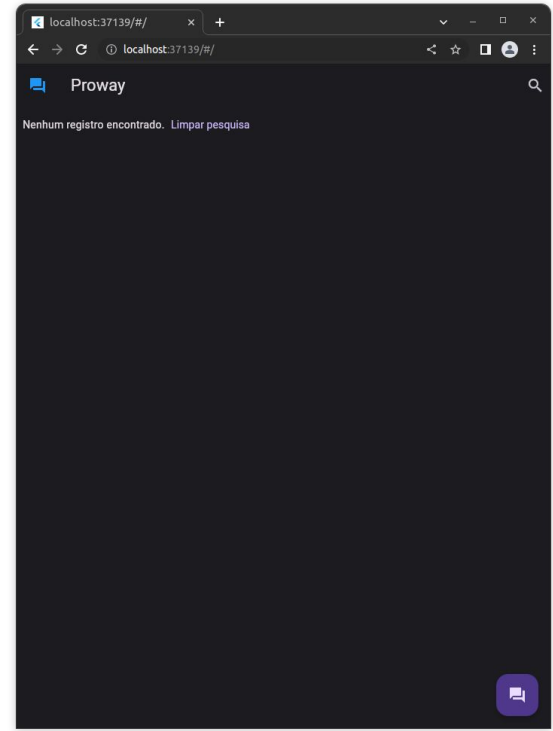 localhost:37139/#/
localhost:37139/#/
Proway
Nenhum registro encontrado. Limpar pesquisa